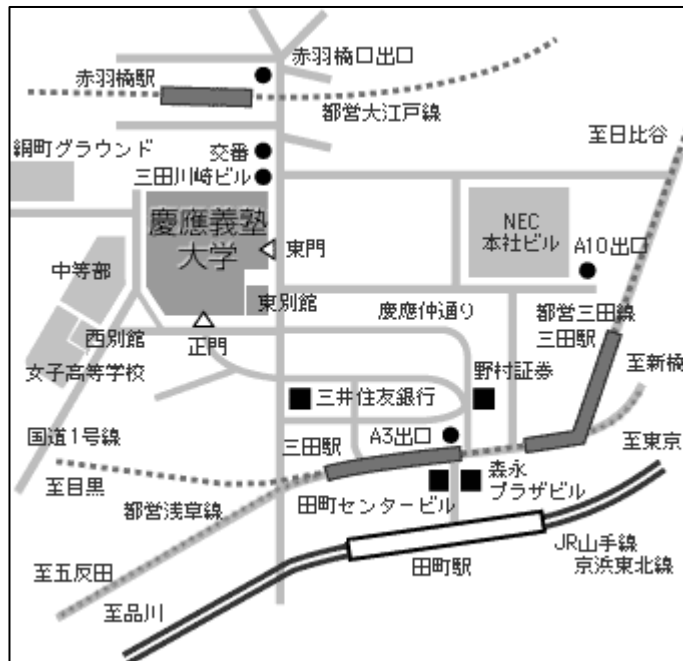 赤羽橋口出口
赤羽橋駅
都営大江戸線
至日比谷
綱町グラウンド
交番
三田川崎ビル
慶應義塾
大学
東門
NEC
本社ビル
A10出口
中等部
東別館
慶應仲通り
都営三田線
三田駅
西別館
正門
女子高等学校
野村証券
至新橋
三井住友銀行
国道1号線
三田駅
A3出口
至東京
至目黒
森永
プラザビル
田町センタービル
都営浅草線
田町駅
JR山手線
京浜東北線
至五反田
至品川